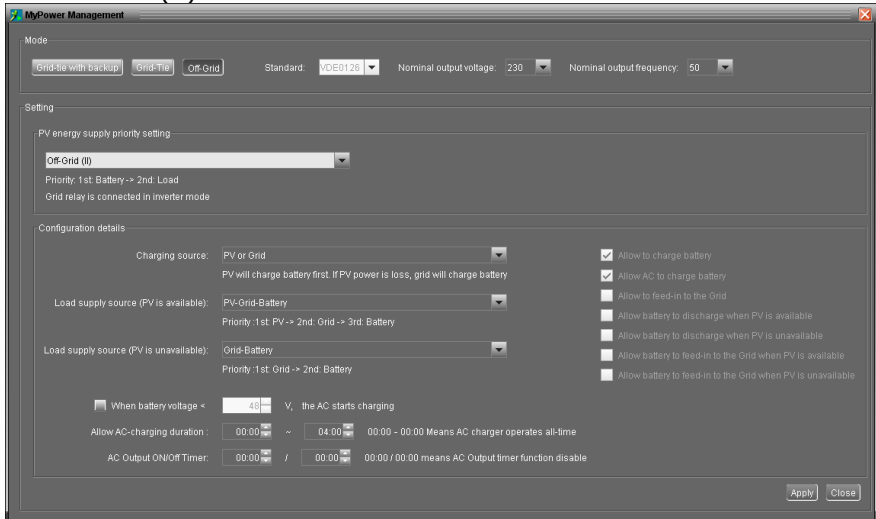 MyPower Management
Mode
Grid-tie with backup Grid-Tie Off-Grid Standard: VDE0126 Nominal output voltage: 230 Nominal output frequency: 50
Setting
PV energy supply priority setting
Off-Grid (II)
Priority: 1st: Battery -> 2nd: Load
Grid relay is connected in inverter mode
Configuration details
Charging source: PV or Grid
PV will charge battery first. If PV power is loss, grid will charge battery
Load supply source (PV is available): PV-Grid-Battery
Priority :1st: PV -> 2nd: Grid -> 3rd: Battery
Load supply source (PV is unavailable): Grid-Battery
Priority :1st: Grid -> 2nd: Battery
Allow to charge battery
Allow AC to charge battery
Allow to feed-in to the Grid
Allow battery to discharge when PV is available
Allow battery to discharge when PV is unavailable
Allow battery to feed-in to the Grid when PV is available
Allow battery to feed-in to the Grid when PV is unavailable
When battery voltage < 48 V, the AC starts charging
Allow AC-charging duration : 00:00 ~ 04:00 00:00 - 00:00 Means AC charger operates all-time
AC Output ON/Off Timer: 00:00 / 00:00 00:00 / 00:00 means AC Output timer function disable
Apply Close